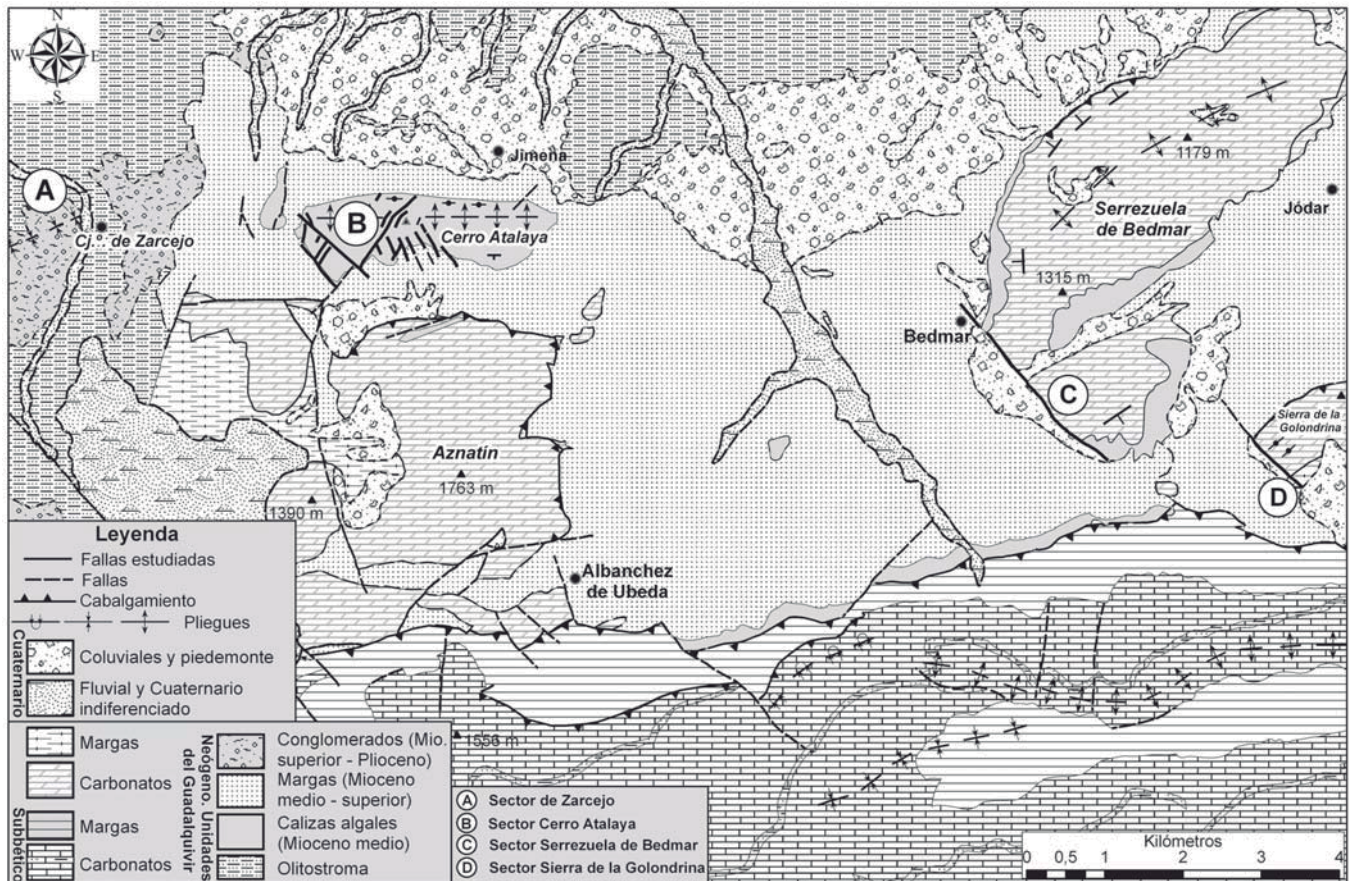 N
W
E
S
A
Cj.º. de Zarcejo
Jimena
B
Cerro Atalaya
1179 m
Serrezuela
de Bedmar
Jódar
1315 m
Bedmar
C
Sierra de la
Golondrina
D
Aznatín
1763 m
1390 m
Albanchez
de Ubeda
1556 m
Leyenda
Fallas estudiadas
Fallas
Cabalgamiento
Pliegues
Cuaternario
Coluviales y piedemonte
Fluvial y Cuaternario
indiferenciado
Margas
Carbonatos
Subbético
Margas
Carbonatos
Neógeno. Unidades
del Guadalquivir
Conglomerados (Mio.
superior - Plioceno)
Margas (Mioceno
medio - superior)
Calizas algales
(Mioceno medio)
Olitostroma
A Sector de Zarcejo
B Sector Cerro Atalaya
C Sector Serrezuela de Bedmar
D Sector Sierra de la Golondrina
Kilómetros
0 0,5 1 2 3 4